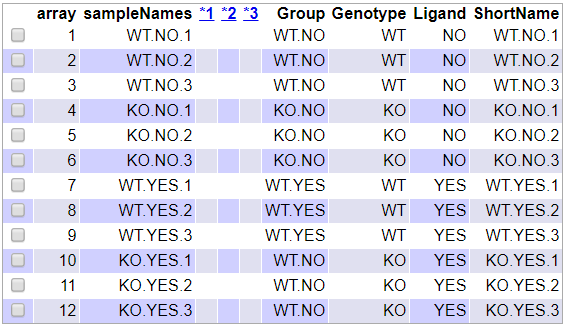 array sampleNames *1 *2 *3 Group Genotype Ligand ShortName
1 WT.NO.1 WT.NO WT NO WT.NO.1
2 WT.NO.2 WT.NO WT NO WT.NO.2
3 WT.NO.3 WT.NO WT NO WT.NO.3
4 KO.NO.1 KO.NO KO NO KO.NO.1
5 KO.NO.2 KO.NO KO NO KO.NO.2
6 KO.NO.3 KO.NO KO NO KO.NO.3
7 WT.YES.1 WT.YES WT YES WT.YES.1
8 WT.YES.2 WT.YES WT YES WT.YES.2
9 WT.YES.3 WT.YES WT YES WT.YES.3
10 KO.YES.1 WT.NO KO YES KO.YES.1
11 KO.YES.2 WT.NO KO YES KO.YES.2
12 KO.YES.3 WT.NO KO YES KO.YES.3